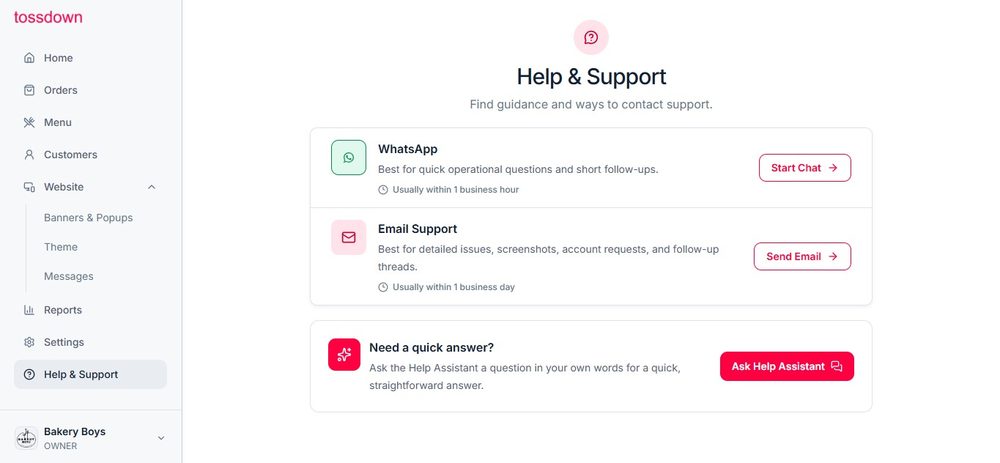 tossdown
Home
Orders
Menu
Customers
Website
Banners & Popups
Theme
Messages
Reports
Settings
Help & Support
Bakery Boys
OWNER
Help & Support
Find guidance and ways to contact support.
WhatsApp
Best for quick operational questions and short follow-ups.
Usually within 1 business hour
Start Chat
Email Support
Best for detailed issues, screenshots, account requests, and follow-up
threads.
Usually within 1 business day
Send Email
Need a quick answer?
Ask the Help Assistant a question in your own words for a quick,
straightforward answer.
Ask Help Assistant